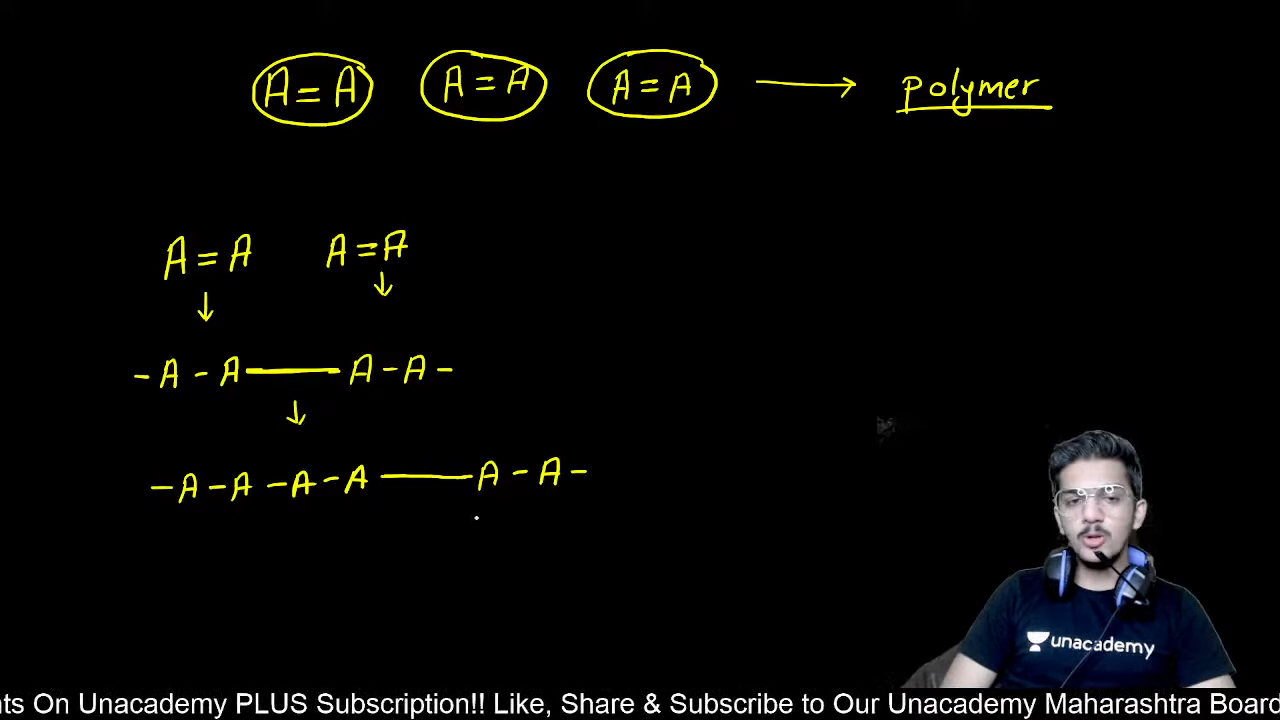 A = A A = A A = A → polymer
A = A A = A
↓ ↓
- A - A — A - A -
↓
- A - A - A - A — A - A -
unacademy
nts On Unacademy PLUS Subscription!! Like, Share & Subscribe to Our Unacademy Maharashtra Board